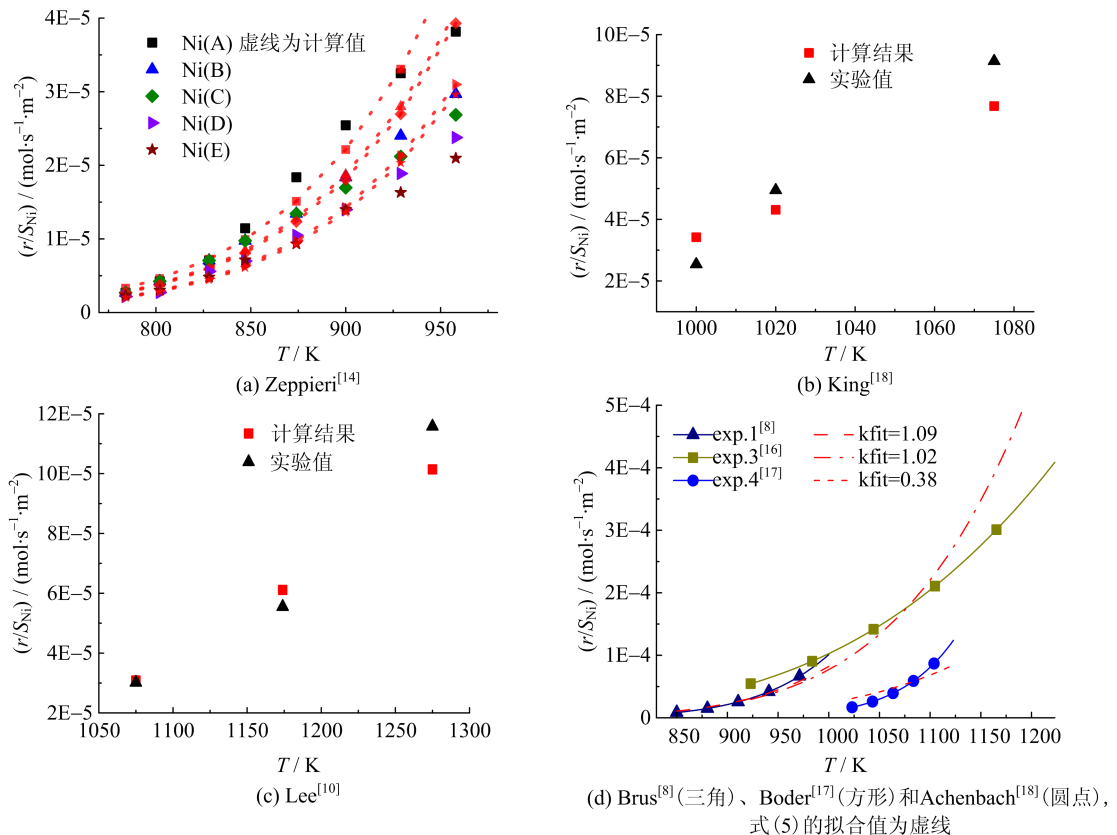 4E–5
3E–5
2E–5
1E–5
0
(r/S_Ni) / (mol·s⁻¹·m⁻²)
Ni(A) 虚线为计算值
Ni(B)
Ni(C)
Ni(D)
Ni(E)
800 850 900 950
T / K
(a) Zeppieri[14]
10E–5
8E–5
6E–5
4E–5
2E–5
(r/S_Ni) / (mol·s⁻¹·m⁻²)
计算结果
实验值
1000 1020 1040 1060 1080
T / K
(b) King[18]
12E–5
10E–5
8E–5
6E–5
4E–5
2E–5
(r/S_Ni) / (mol·s⁻¹·m⁻²)
计算结果
实验值
1050 1100 1150 1200 1250 1300
T / K
(c) Lee[10]
5E–4
4E–4
3E–4
2E–4
1E–4
0
(r/S_Ni) / (mol·s⁻¹·m⁻²)
exp.1[8] kfit=1.09
exp.3[16] kfit=1.02
exp.4[17] kfit=0.38
850 900 950 1000 1050 1100 1150 1200
T / K
(d) Brus[8](三角)、Boder[17](方形)和Achenbach[18](圆点),
式(5)的拟合值为虚线